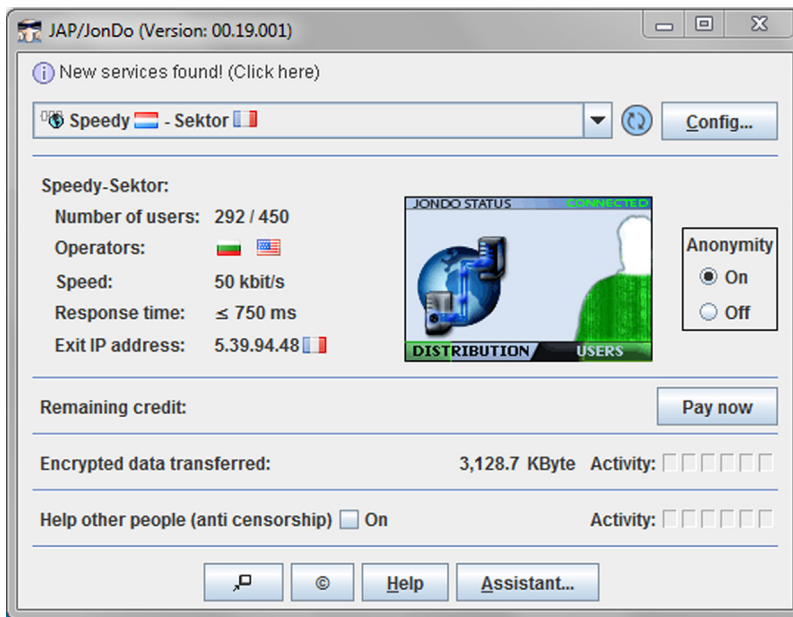 JAP/JonDo (Version: 00.19.001)
New services found! (Click here)
Speedy - Sektor
Config...
Speedy-Sektor:
Number of users: 292 / 450
Operators:
Speed: 50 kbit/s
Response time: ≤ 750 ms
Exit IP address: 5.39.94.48
JONDO STATUS CONNECTED
DISTRIBUTION USERS
Anonymity
On
Off
Remaining credit:
Pay now
Encrypted data transferred: 3,128.7 KByte Activity:
Help other people (anti censorship) On Activity:
© Help Assistant...